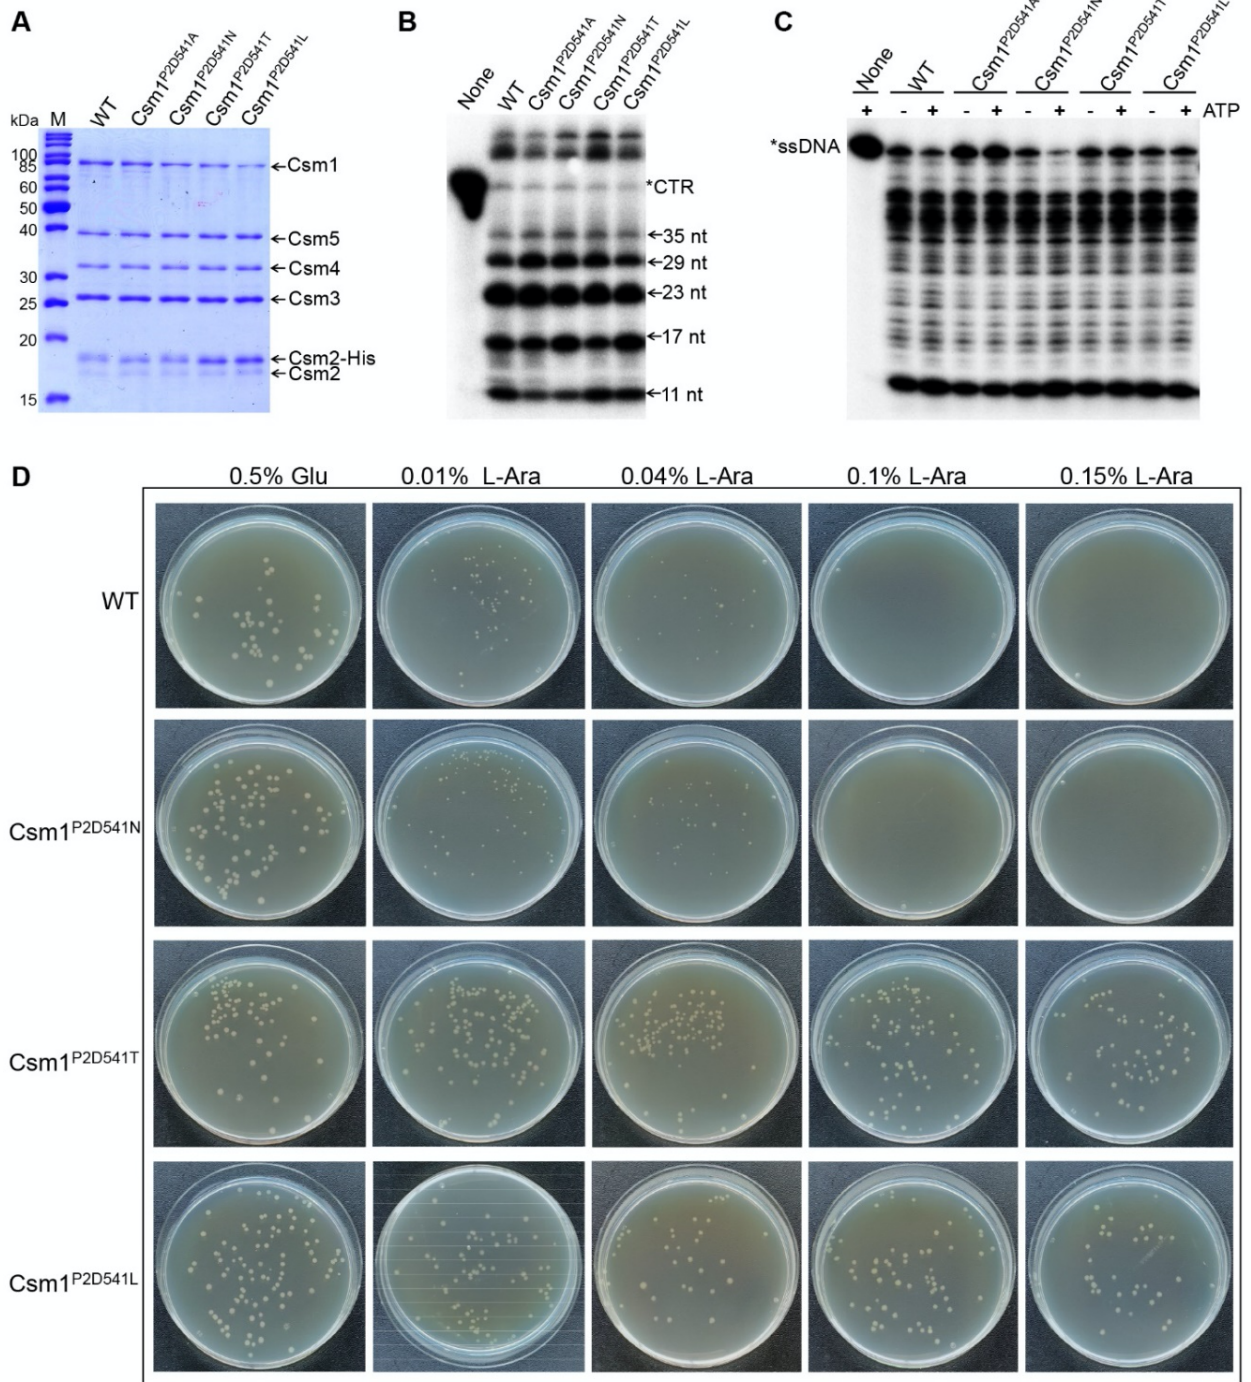 A
Csm1P2D541A
Csm1P2D541N
Csm1P2D541T
Csm1P2D541L
kDa M WT
100
85
60
50
40
30
25
20
15
←Csm1
←Csm5
←Csm4
←Csm3
←Csm2-His
←Csm2
B
None
WT
Csm1P2D541A
Csm1P2D541N
Csm1P2D541T
Csm1P2D541L
*CTR
←35 nt
←29 nt
←23 nt
←17 nt
←11 nt
C
None
WT
Csm1P2D541A
Csm1P2D541N
Csm1P2D541T
Csm1P2D541L
+ - + - + - + - + - + ATP
*ssDNA
D
0.5% Glu 0.01% L-Ara 0.04% L-Ara 0.1% L-Ara 0.15% L-Ara
WT
Csm1P2D541N
Csm1P2D541T
Csm1P2D541L